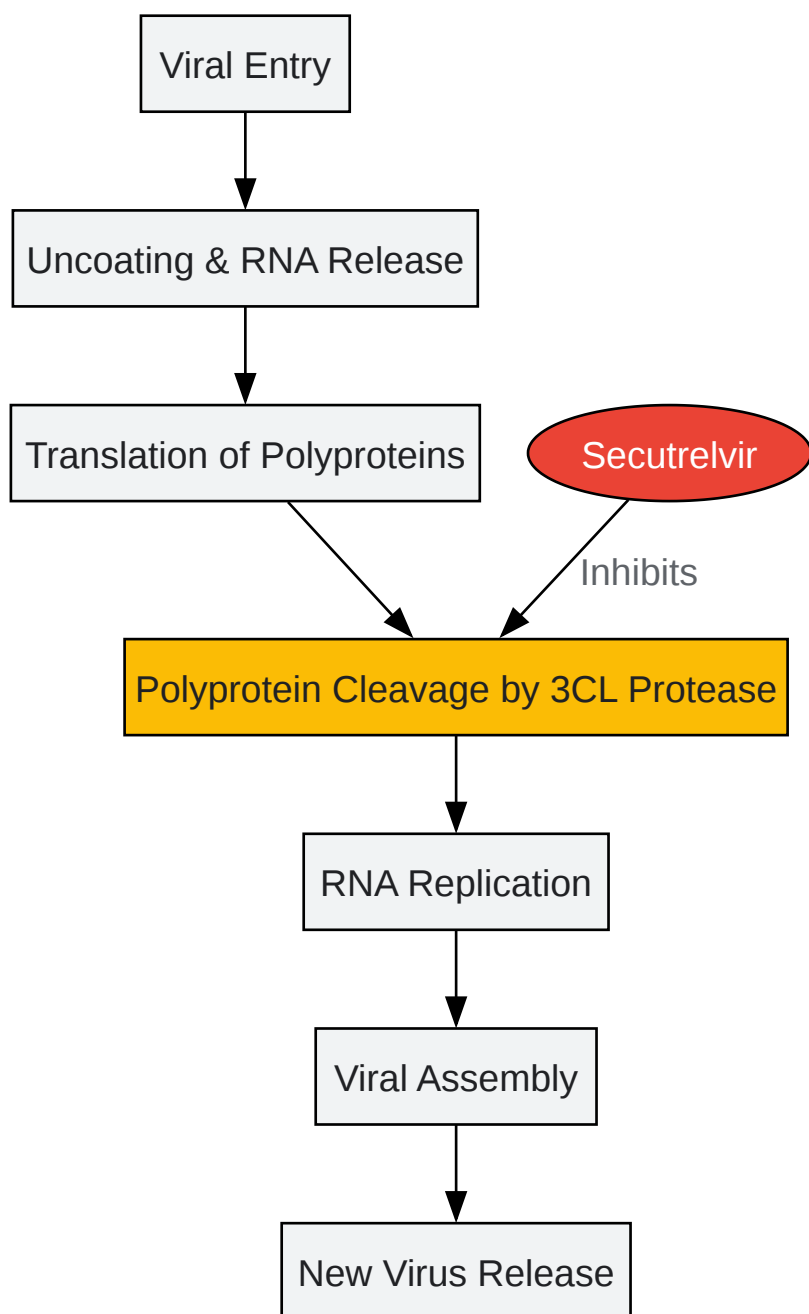 Viral Entry
Uncoating & RNA Release
Translation of Polyproteins
Secutrelvir
Inhibits
Polyprotein Cleavage by 3CL Protease
RNA Replication
Viral Assembly
New Virus Release